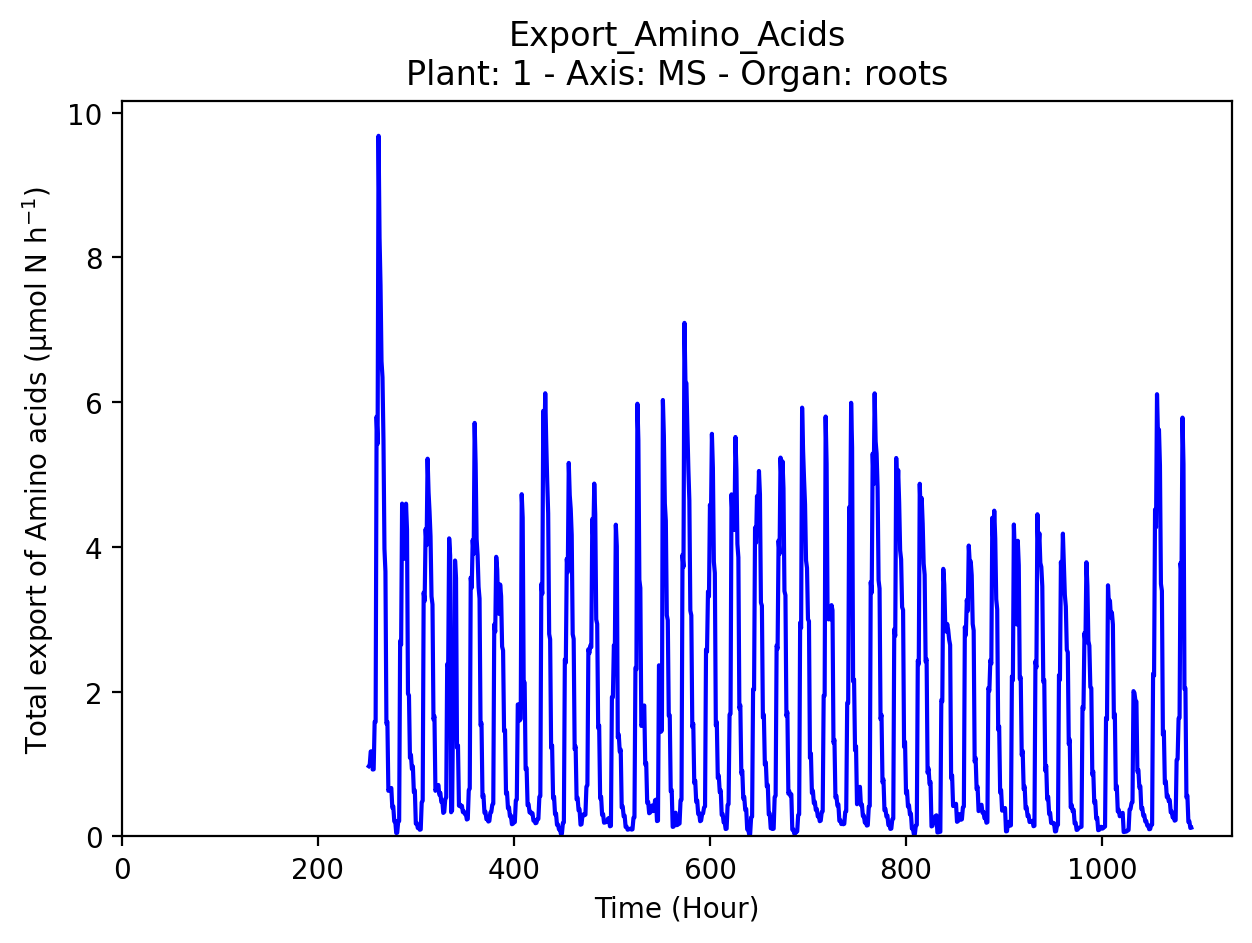 Export_Amino_Acids
Plant: 1 - Axis: MS - Organ: roots
Total export of Amino acids (µmol N h⁻¹)
10
8
6
4
2
0
0 200 400 600 800 1000
Time (Hour)